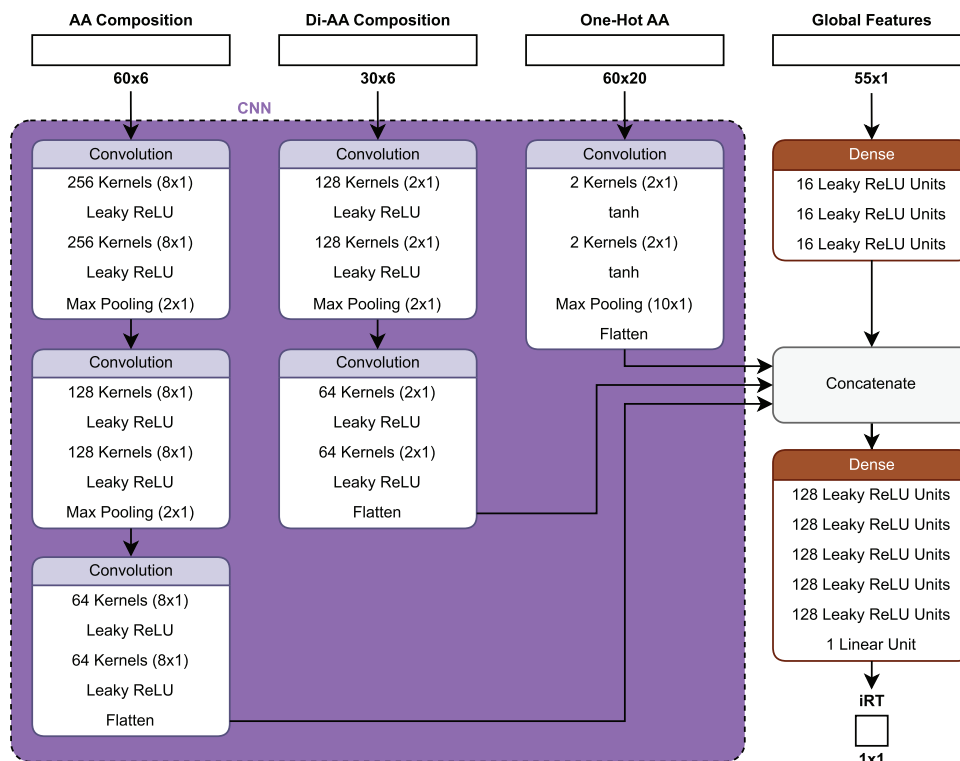 AA Composition
Di-AA Composition
One-Hot AA
Global Features
60x6
30x6
60x20
55x1
CNN
Convolution
256 Kernels (8x1)
Leaky ReLU
256 Kernels (8x1)
Leaky ReLU
Max Pooling (2x1)
Convolution
128 Kernels (8x1)
Leaky ReLU
128 Kernels (8x1)
Leaky ReLU
Max Pooling (2x1)
Convolution
64 Kernels (8x1)
Leaky ReLU
64 Kernels (8x1)
Leaky ReLU
Flatten
Convolution
128 Kernels (2x1)
Leaky ReLU
128 Kernels (2x1)
Leaky ReLU
Max Pooling (2x1)
Convolution
64 Kernels (2x1)
Leaky ReLU
64 Kernels (2x1)
Leaky ReLU
Flatten
Convolution
2 Kernels (2x1)
tanh
2 Kernels (2x1)
tanh
Max Pooling (10x1)
Flatten
Dense
16 Leaky ReLU Units
16 Leaky ReLU Units
16 Leaky ReLU Units
Concatenate
Dense
128 Leaky ReLU Units
128 Leaky ReLU Units
128 Leaky ReLU Units
128 Leaky ReLU Units
128 Leaky ReLU Units
1 Linear Unit
iRT
1x1